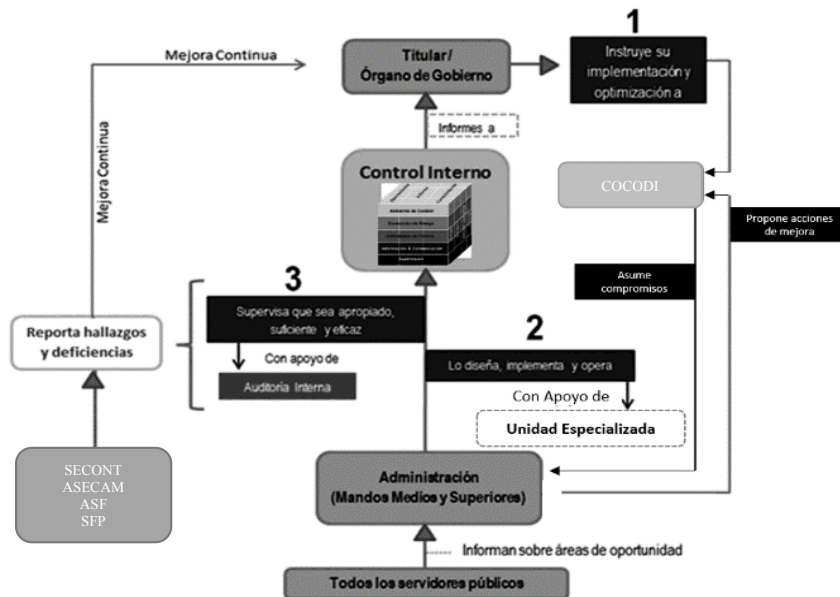 Mejora Continua
Titular/
Órgano de Gobierno
1
Instruye su
implementación y
optimización a
Mejora Continua
Informes a
Control Interno
COCODI
Propone acciones
de mejora
Asume
compromisos
3
Supervisa que sea apropiado,
suficiente y eficaz
Con apoyo de
Auditoría Interna
Reporta hallazgos
y deficiencias
2
Lo diseña, implementa y opera
Con Apoyo de
Unidad Especializada
SECONT
ASECAM
ASF
SFP
Administración
(Mandos Medios y Superiores)
Informan sobre áreas de oportunidad
Todos los servidores públicos